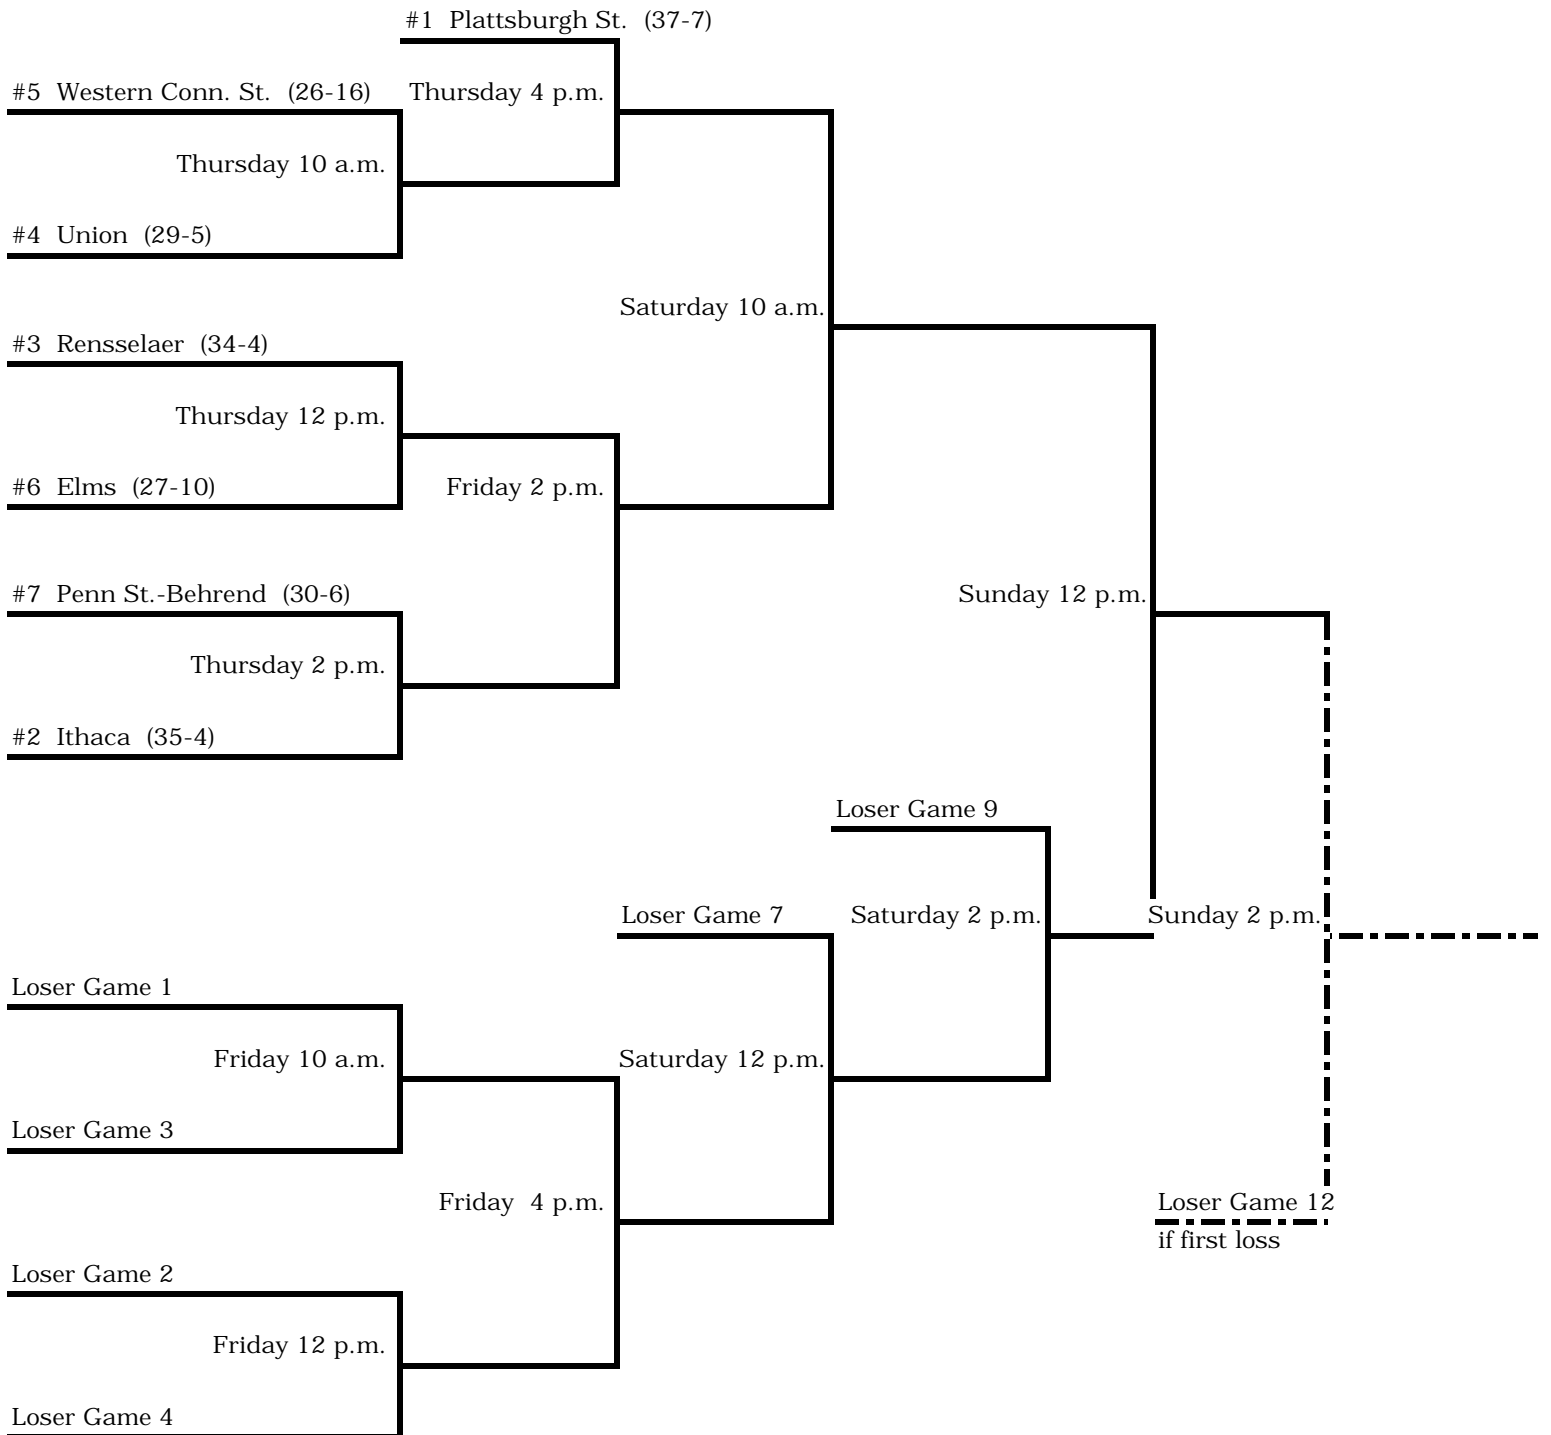 #1 Plattsburgh St. (37-7)
#5 Western Conn. St. (26-16)
Thursday 4 p.m.
Thursday 10 a.m.
#4 Union (29-5)
Saturday 10 a.m.
#3 Rensselaer (34-4)
Thursday 12 p.m.
#6 Elms (27-10)
Friday 2 p.m.
#7 Penn St.-Behrend (30-6)
Sunday 12 p.m.
Thursday 2 p.m.
#2 Ithaca (35-4)
Loser Game 9
Loser Game 7
Saturday 2 p.m.
Sunday 2 p.m.
Loser Game 1
Friday 10 a.m.
Saturday 12 p.m.
Loser Game 3
Friday 4 p.m.
Loser Game 12
if first loss
Loser Game 2
Friday 12 p.m.
Loser Game 4